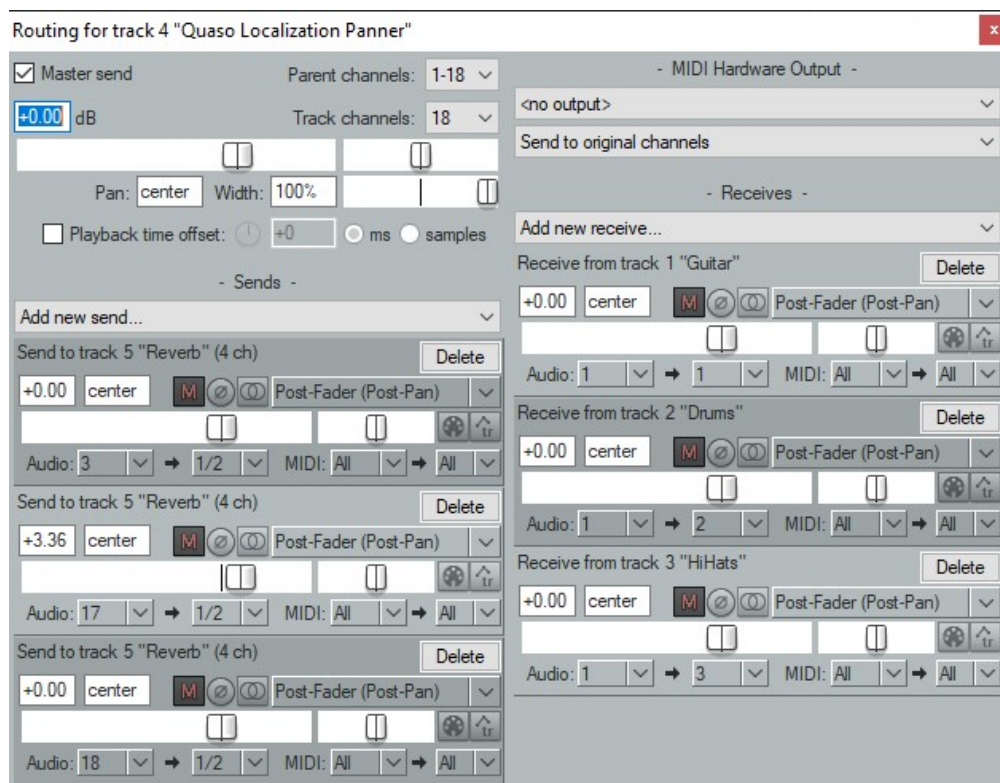 Routing for track 4 "Quaso Localization Panner"
x
Master send
Parent channels: 1-18
+0.00 dB
Track channels: 18
Pan: center Width: 100%
Playback time offset: +0 ms samples
- Sends -
Add new send...
Send to track 5 "Reverb" (4 ch)
Delete
+0.00 center M Post-Fader (Post-Pan)
tr
Audio: 3 → 1/2 MIDI: All → All
Send to track 5 "Reverb" (4 ch)
Delete
+3.36 center M Post-Fader (Post-Pan)
tr
Audio: 17 → 1/2 MIDI: All → All
Send to track 5 "Reverb" (4 ch)
Delete
+0.00 center M Post-Fader (Post-Pan)
tr
Audio: 18 → 1/2 MIDI: All → All
- MIDI Hardware Output -
<no output>
Send to original channels
- Receives -
Add new receive...
Receive from track 1 "Guitar"
Delete
+0.00 center M Post-Fader (Post-Pan)
tr
Audio: 1 → 1 MIDI: All → All
Receive from track 2 "Drums"
Delete
+0.00 center M Post-Fader (Post-Pan)
tr
Audio: 1 → 2 MIDI: All → All
Receive from track 3 "HiHats"
Delete
+0.00 center M Post-Fader (Post-Pan)
tr
Audio: 1 → 3 MIDI: All → All